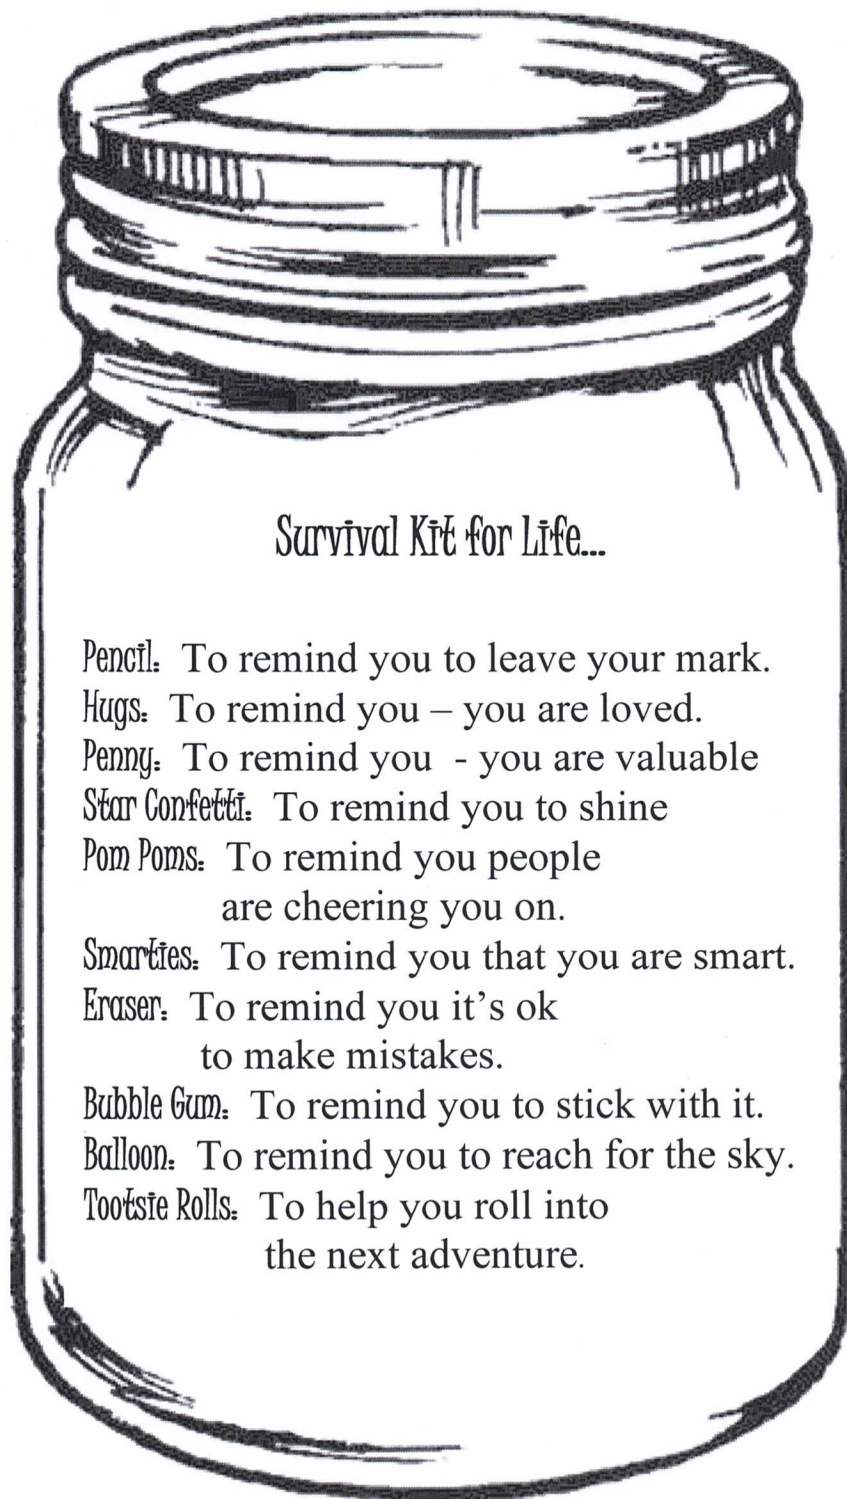 Survival Kit for Life...
Pencil: To remind you to leave your mark.
Hugs: To remind you – you are loved.
Penny: To remind you - you are valuable
Star Confetti: To remind you to shine
Pom Poms: To remind you people
are cheering you on.
Smarties: To remind you that you are smart.
Eraser: To remind you it’s ok
to make mistakes.
Bubble Gum: To remind you to stick with it.
Balloon: To remind you to reach for the sky.
Tootsie Rolls: To help you roll into
the next adventure.